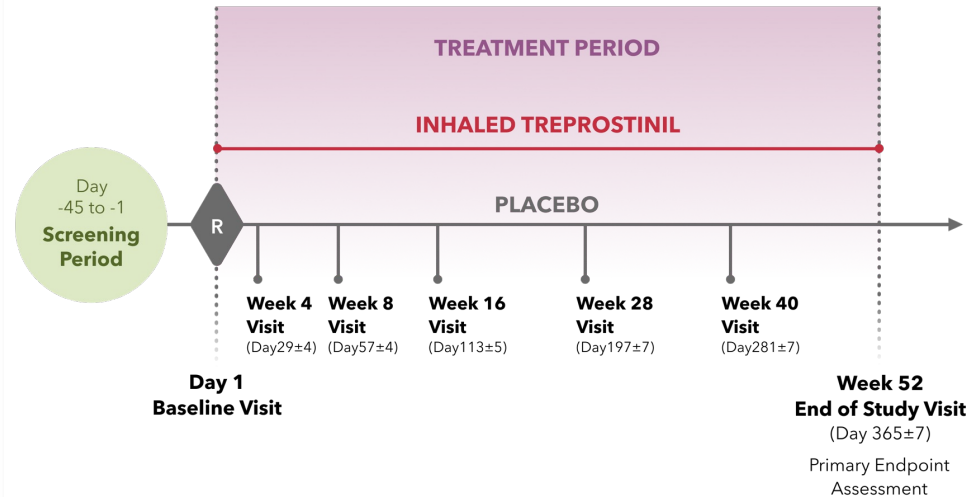 TREATMENT PERIOD
INHALED TREPROSTINIL
Day
-45 to -1
Screening
Period
R
PLACEBO
Week 4
Visit
(Day29±4)
Week 8
Visit
(Day57±4)
Week 16
Visit
(Day113±5)
Week 28
Visit
(Day197±7)
Week 40
Visit
(Day281±7)
Day 1
Baseline Visit
Week 52
End of Study Visit
(Day 365±7)
Primary Endpoint
Assessment